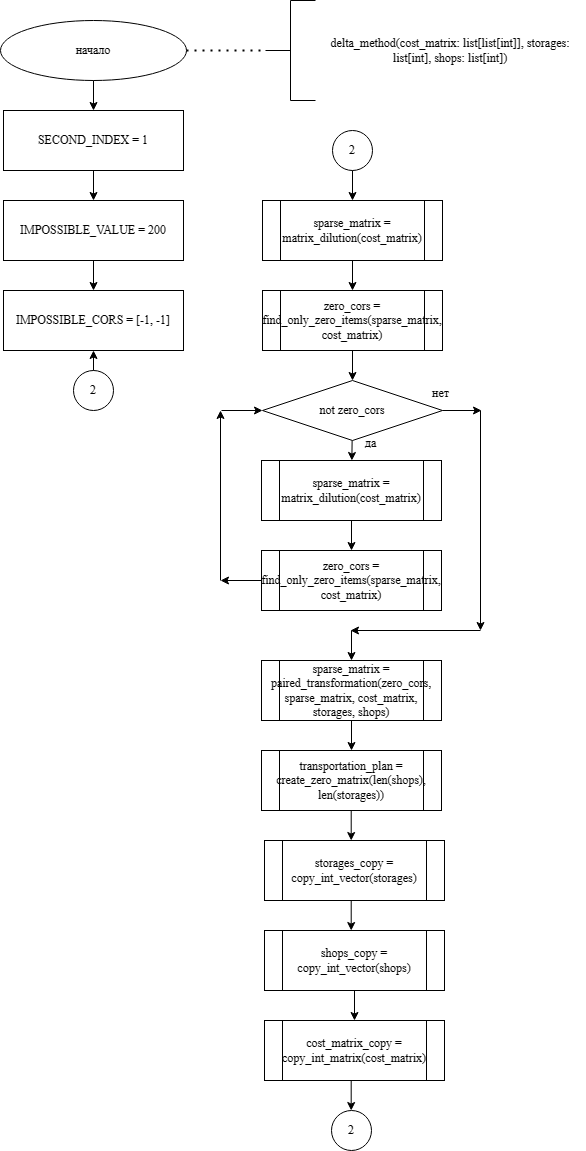 начало
delta_method(cost_matrix: list[list[int]], storages:
list[int], shops: list[int])
SECOND_INDEX = 1
IMPOSSIBLE_VALUE = 200
IMPOSSIBLE_CORS = [-1, -1]
2
2
sparse_matrix =
matrix_dilution(cost_matrix)
zero_cors =
find_only_zero_items(sparse_matrix,
cost_matrix)
not zero_cors
нет
да
sparse_matrix =
matrix_dilution(cost_matrix)
zero_cors =
find_only_zero_items(sparse_matrix,
cost_matrix)
sparse_matrix =
paired_transformation(zero_cors,
sparse_matrix, cost_matrix,
storages, shops)
transportation_plan =
create_zero_matrix(len(shops),
len(storages))
storages_copy =
copy_int_vector(storages)
shops_copy =
copy_int_vector(shops)
cost_matrix_copy =
copy_int_matrix(cost_matrix)
2